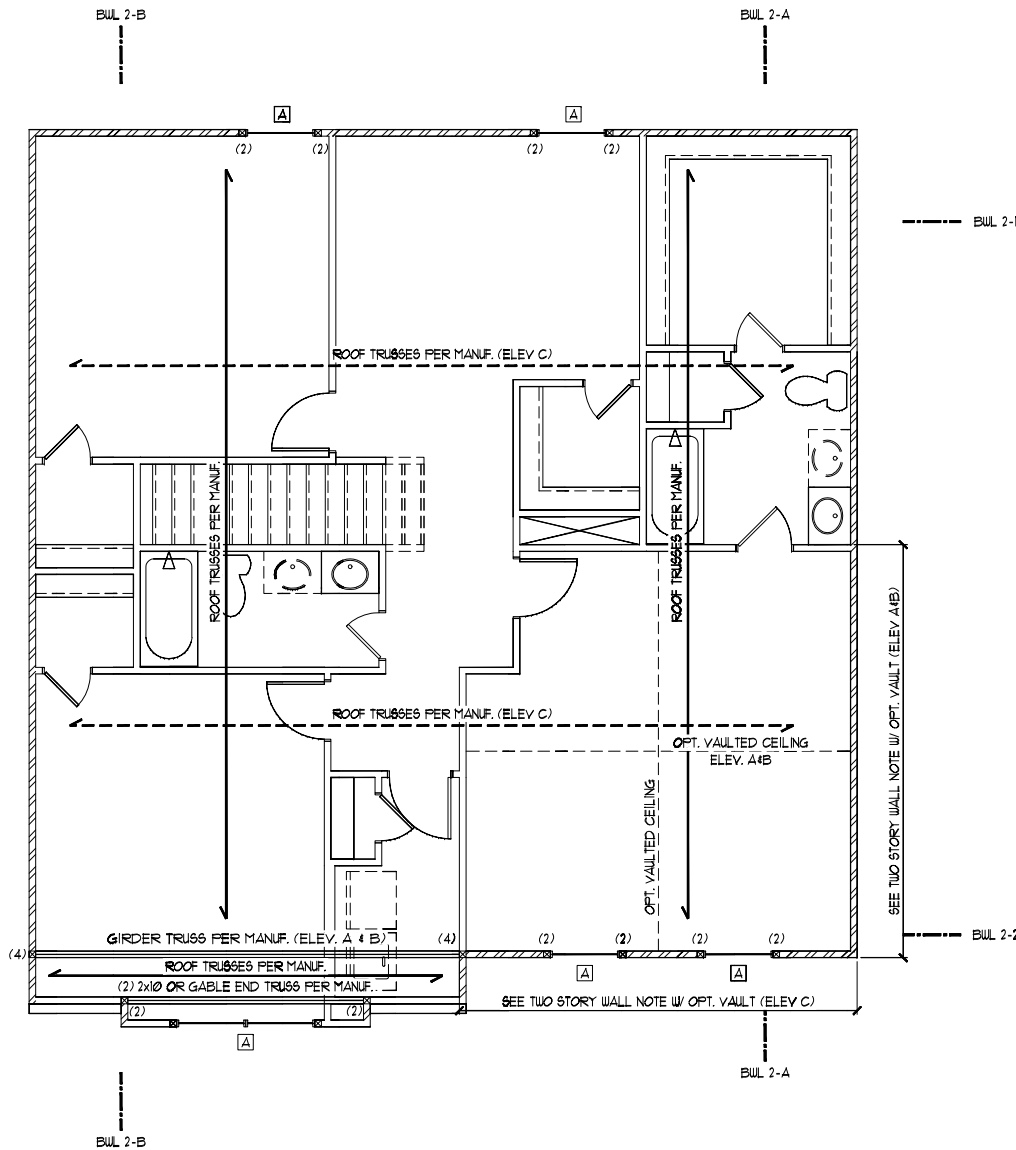 BWL 2-B
BWL 2-A
A
A
(2)
(2)
(2)
(2)
BWL 2-1
ROOF TRUSSES PER MANUF. (ELEV C)
ROOF TRUSSES PER MANUF.
ROOF TRUSSES PER MANUF.
SEE TWO STORY WALL NOTE W/ OPT. VAULT (ELEV A&B)
ROOF TRUSSES PER MANUF. (ELEV C)
OPT. VAULTED CEILING
ELEV. A&B
OPT. VAULTED CEILING
GIRDER TRUSS PER MANUF. (ELEV. A & B)
(4)
(4)
(2)
(2)
(2)
(2)
BWL 2-2
ROOF TRUSSES PER MANUF.
A
A
(2) 2x10 OR GABLE END TRUSS PER MANUF.
SEE TWO STORY WALL NOTE W/ OPT. VAULT (ELEV C)
(2)
(2)
A
BWL 2-A
BWL 2-B